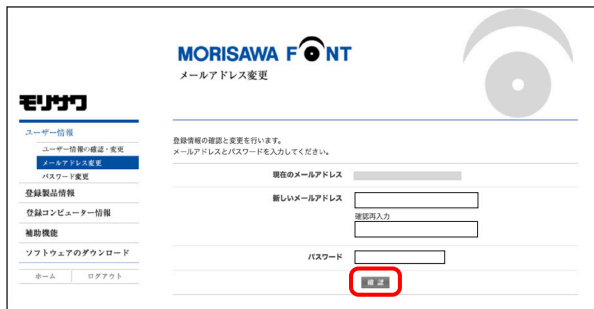 MORISAWA FONT
メールアドレス変更
モリサワ
ユーザー情報
ユーザー情報の確認・変更
メールアドレス変更
パスワード変更
登録製品情報
登録コンピューター情報
補助機能
ソフトウェアのダウンロード
ホーム
ログアウト
登録情報の確認と変更を行います。
メールアドレスとパスワードを入力してください。
現在のメールアドレス
新しいメールアドレス
確認再入力
パスワード
確認